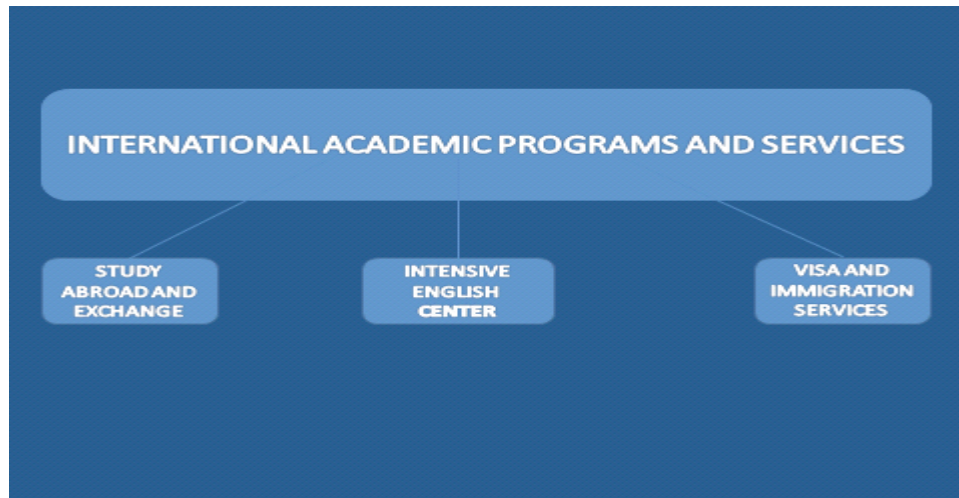 INTERNATIONAL ACADEMIC PROGRAMS AND SERVICES
STUDY
ABROAD AND
EXCHANGE
INTENSIVE
ENGLISH
CENTER
VISA AND
IMMIGRATION
SERVICES